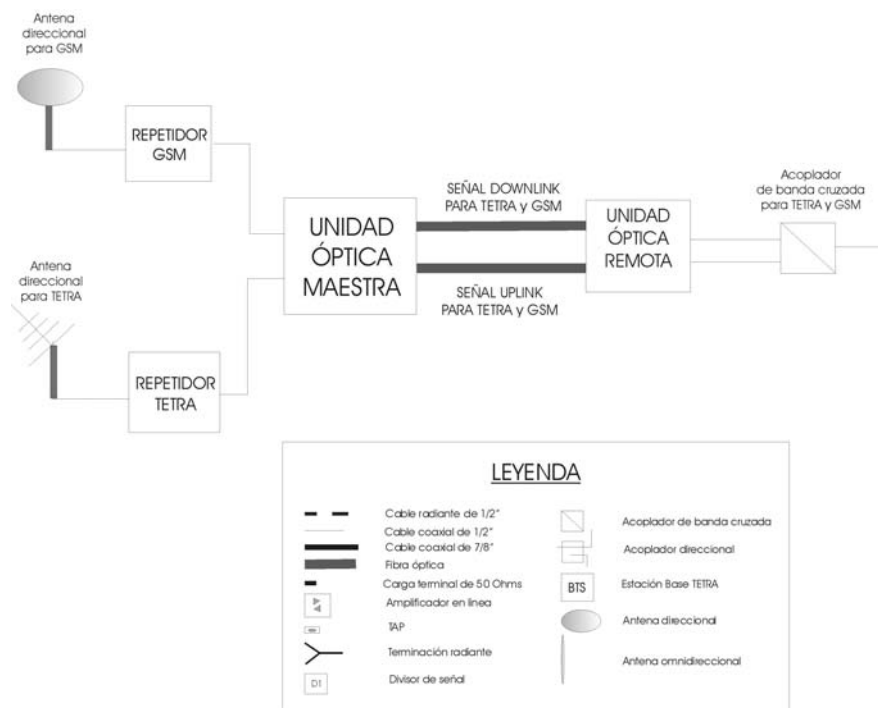 Antena
direccional
para GSM
REPETIDOR
GSM
SEÑAL DOWNLINK
PARA TETRA y GSM
Acoplador
de banda cruzada
para TETRA y GSM
UNIDAD
ÓPTICA
MAESTRA
UNIDAD
ÓPTICA
REMOTA
SEÑAL UPLINK
PARA TETRA y GSM
Antena
direccional
para TETRA
REPETIDOR
TETRA
LEYENDA
Cable radiante de 1/2"
Cable coaxial de 1/2"
Cable coaxial de 7/8"
Fibra óptica
Carga terminal de 50 Ohms
Amplificador en linea
TAP
Terminación radiante
D1
Divisor de señal
Acoplador de banda cruzada
Acoplador direccional
BTS
Estación Base TETRA
Antena direccional
Antena omnidireccional